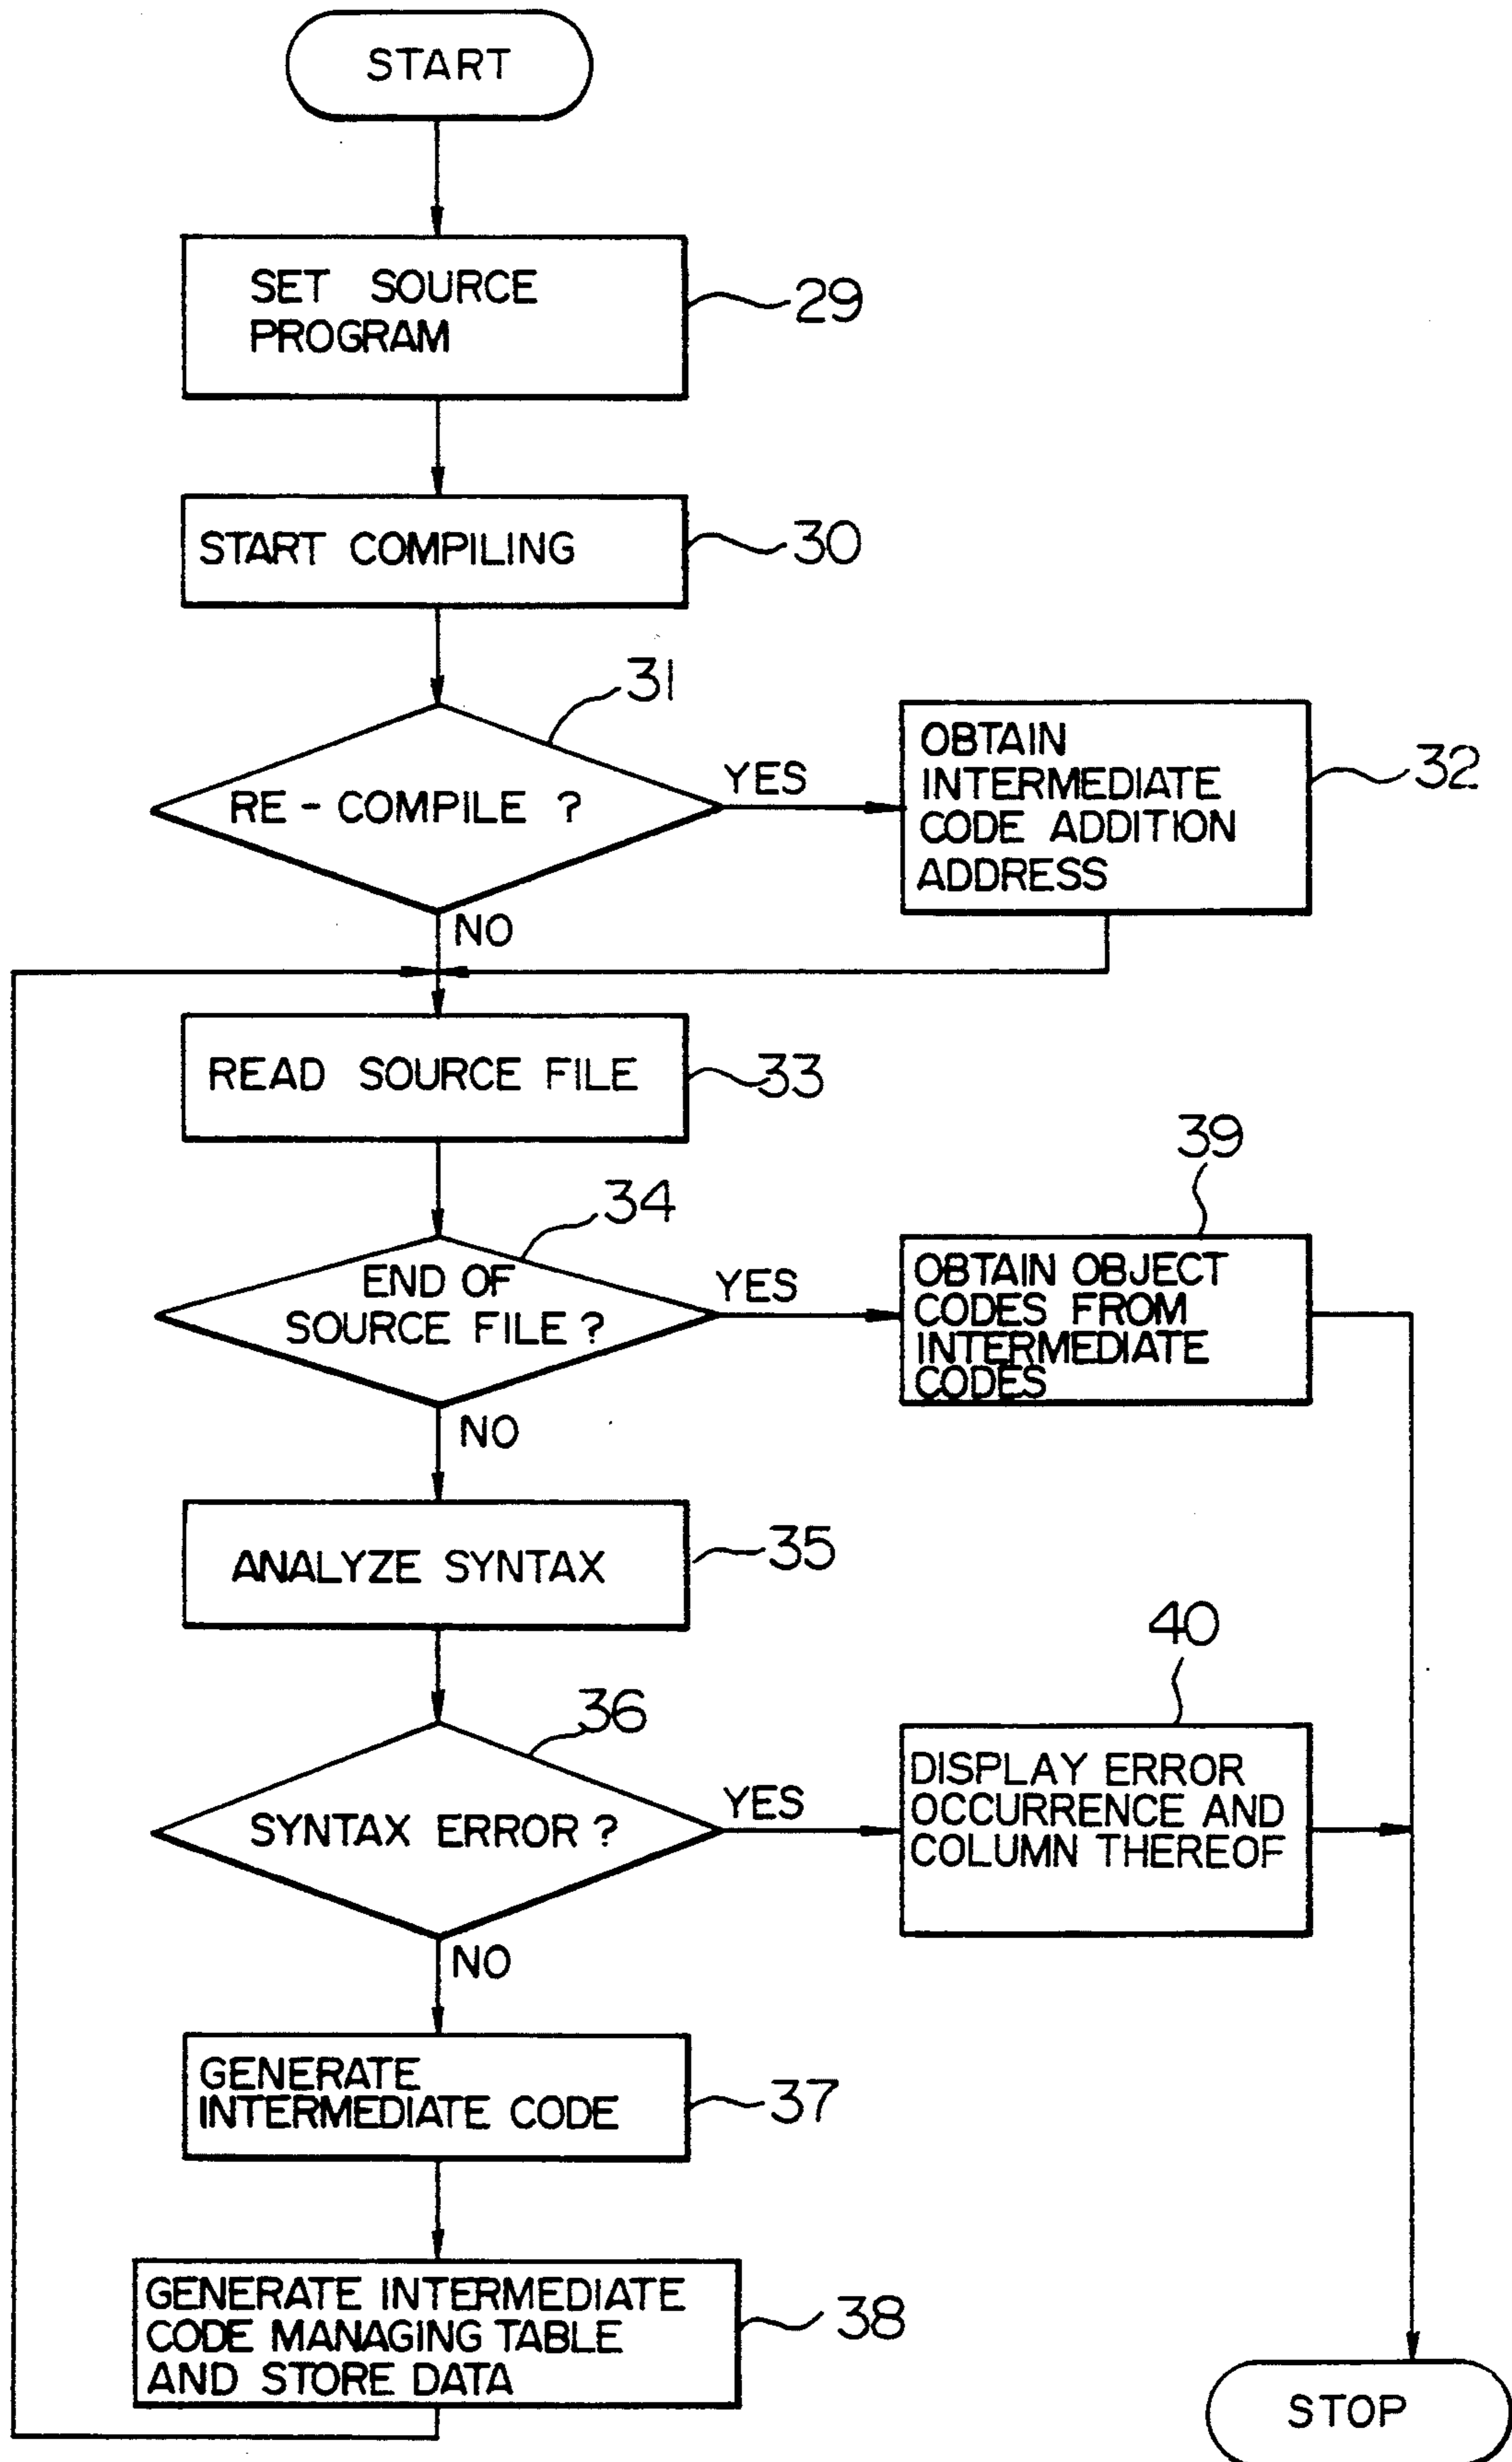 START
SET SOURCE
PROGRAM
29
START COMPILING
30
31
RE - COMPILE ?
YES
OBTAIN
INTERMEDIATE
CODE ADDITION
ADDRESS
32
NO
READ SOURCE FILE
33
34
END OF
SOURCE FILE ?
YES
39
OBTAIN OBJECT
CODES FROM
INTERMEDIATE
CODES
NO
ANALYZE SYNTAX
35
36
SYNTAX ERROR ?
YES
40
DISPLAY ERROR
OCCURRENCE AND
COLUMN THEREOF
NO
GENERATE
INTERMEDIATE CODE
37
GENERATE INTERMEDIATE
CODE MANAGING TABLE
AND STORE DATA
38
STOP